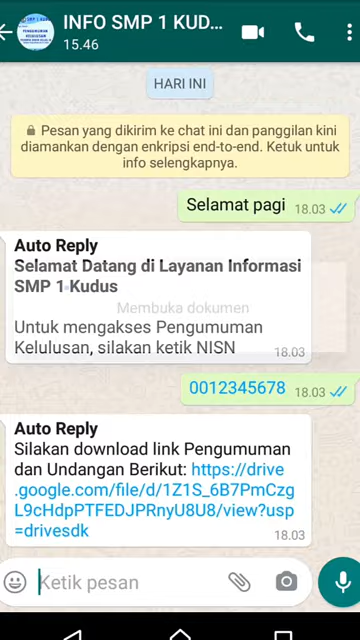 INFO SMP 1 KUD...
15.46
HARI INI
Pesan yang dikirim ke chat ini dan panggilan kini
diamankan dengan enkripsi end-to-end. Ketuk untuk
info selengkapnya.
Selamat pagi 18.03
Auto Reply
Selamat Datang di Layanan Informasi
SMP 1 Kudus
Membuka dokumen
Untuk mengakses Pengumuman
Kelulusan, silakan ketik NISN 18.03
0012345678 18.03
Auto Reply
Silakan download link Pengumuman
dan Undangan Berikut: https://drive
.google.com/file/d/1Z1S_6B7PmCzg
L9cHdpPTFEDJPRnyU8U8/view?usp
=drivesdk
18.03
Ketik pesan